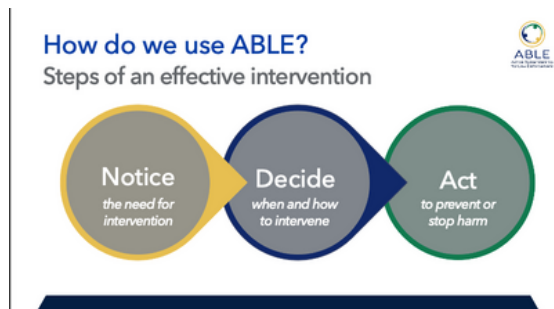 How do we use ABLE?
Steps of an effective intervention
ABLE
Notice
the need for
intervention
Decide
when and how
to intervene
Act
to prevent or
stop harm